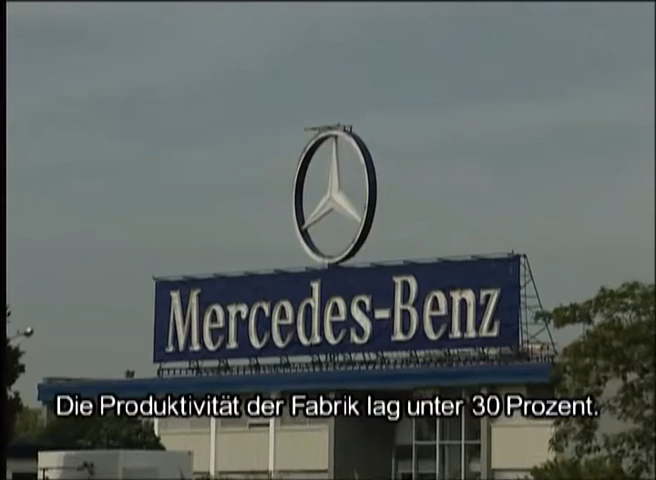 Mercedes-Benz
Die Produktivität der Fabrik lag unter 30 Prozent.